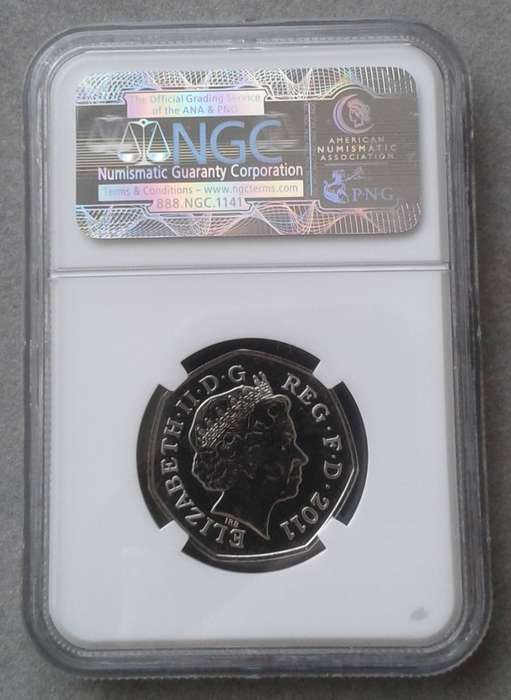 The Official Grading Service
of the ANA & PNG
NGC
Numismatic Guaranty Corporation
Terms & Conditions – www.ngcterms.com
888.NGC.1141
AMERICAN
NUMISMATIC
ASSOCIATION
PNG
ELIZABETH·II·D·G REG·F·D·2011
IRB